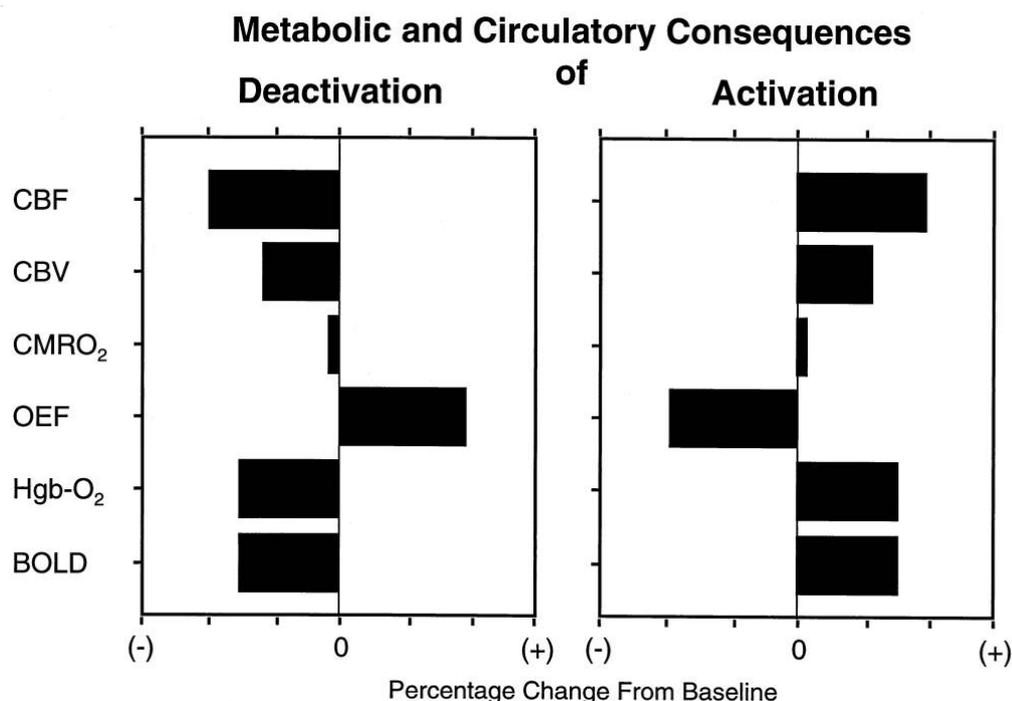 Metabolic and Circulatory Consequences
of
Deactivation Activation
CBF
CBV
CMRO₂
OEF
Hgb-O₂
BOLD
(-) 0 (+) (-) 0 (+)
Percentage Change From Baseline